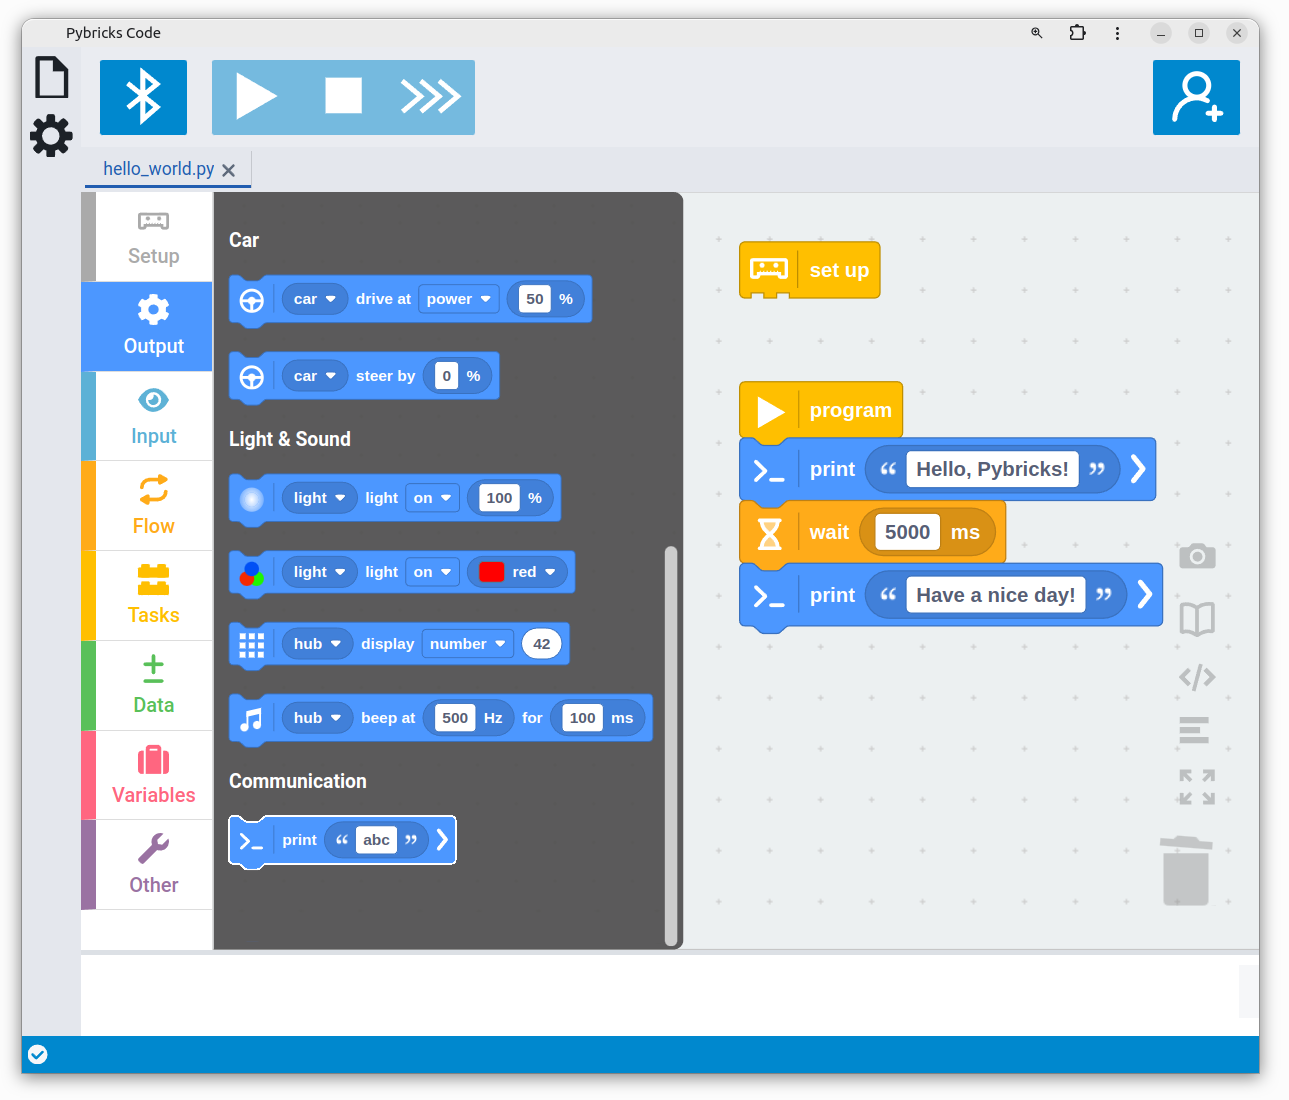 Pybricks Code
hello_world.py
Setup
Output
Input
Flow
Tasks
Data
Variables
Other
Car
car drive at power 50 %
car steer by 0 %
Light & Sound
light light on 100 %
light light on red
hub display number 42
hub beep at 500 Hz for 100 ms
Communication
print “ abc ”
set up
program
print “ Hello, Pybricks! ”
wait 5000 ms
print “ Have a nice day! ”